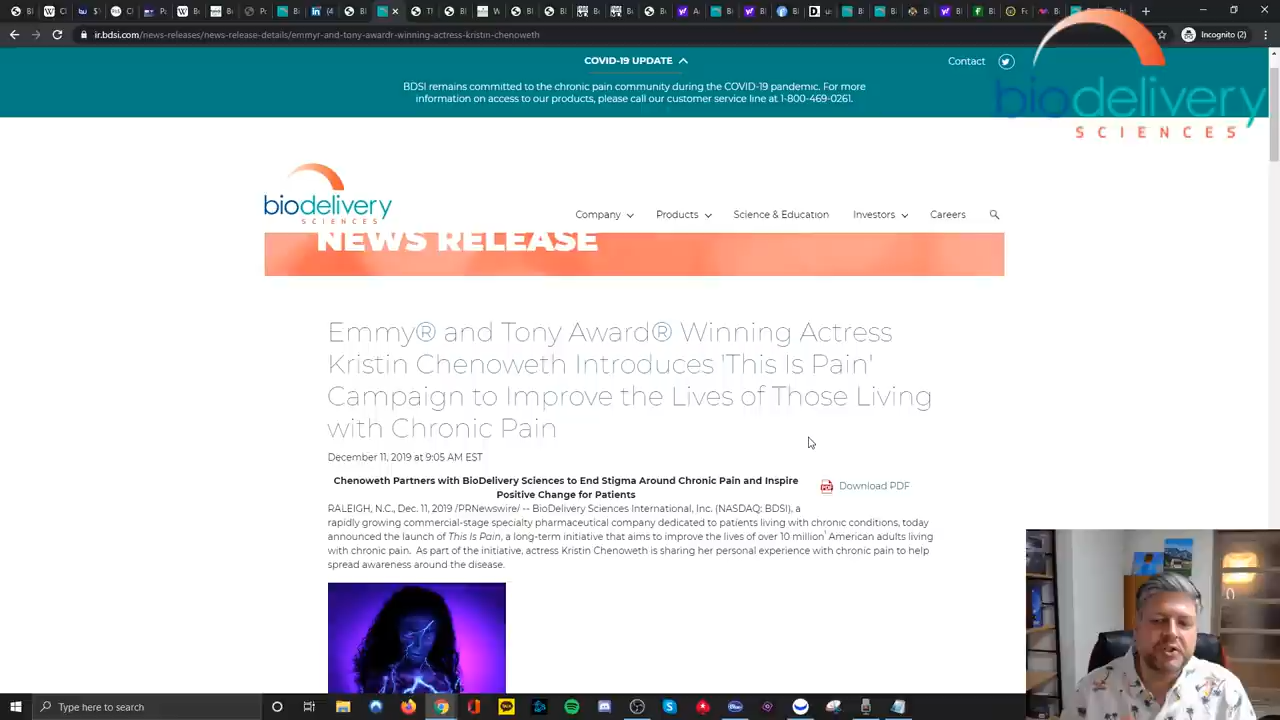 ir.bdsi.com/news-releases/news-release-details/emmyr-and-tony-awardr-winning-actress-kristin-chenoweth
Incognito (2)
COVID-19 UPDATE
Contact
BDSI remains committed to the chronic pain community during the COVID-19 pandemic. For more
information on access to our products, please call our customer service line at 1-800-469-0261.
biodelivery
SCIENCES
biodelivery
SCIENCES
Company
Products
Science & Education
Investors
Careers
NEWS RELEASE
Emmy® and Tony Award® Winning Actress
Kristin Chenoweth Introduces 'This Is Pain'
Campaign to Improve the Lives of Those Living
with Chronic Pain
December 11, 2019 at 9:05 AM EST
Chenoweth Partners with BioDelivery Sciences to End Stigma Around Chronic Pain and Inspire
Positive Change for Patients
Download PDF
RALEIGH, N.C., Dec. 11, 2019 /PRNewswire/ -- BioDelivery Sciences International, Inc. (NASDAQ: BDSI), a
rapidly growing commercial-stage specialty pharmaceutical company dedicated to patients living with chronic conditions, today
announced the launch of This Is Pain, a long-term initiative that aims to improve the lives of over 10 million American adults living
with chronic pain. As part of the initiative, actress Kristin Chenoweth is sharing her personal experience with chronic pain to help
spread awareness around the disease.
Type here to search